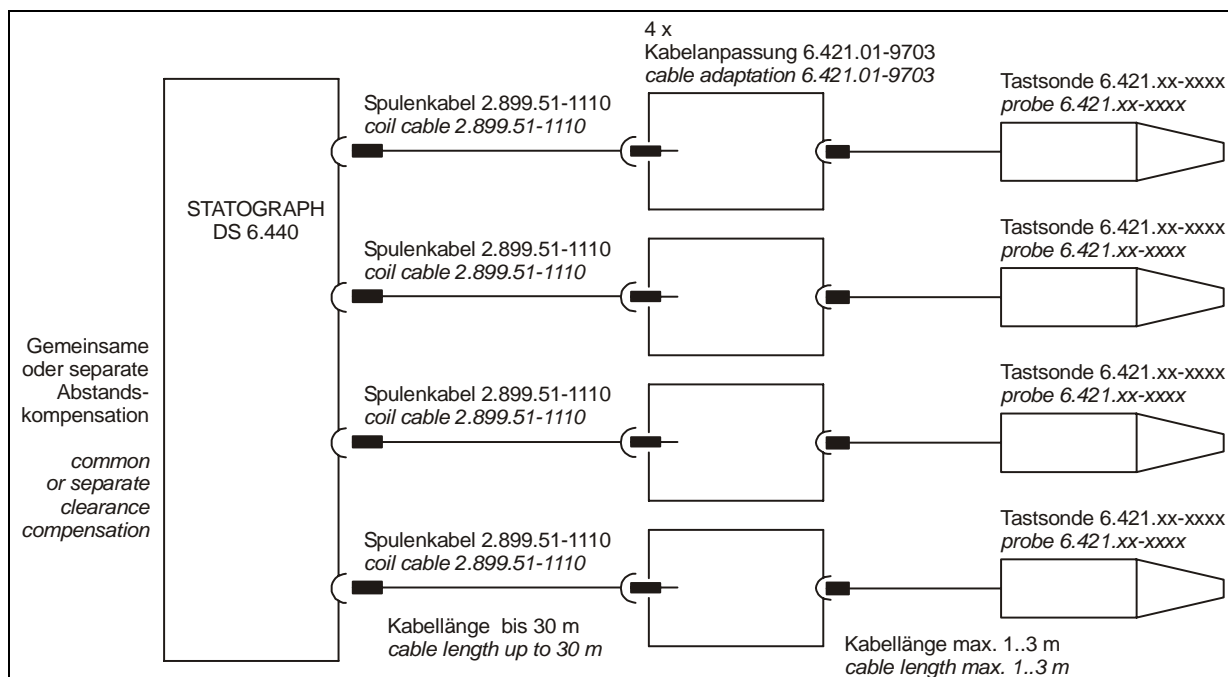 4 x
Kabelanpassung 6.421.01-9703
cable adaptation 6.421.01-9703
Tastsonde 6.421.xx-xxxx
probe 6.421.xx-xxxx
Spulenkabel 2.899.51-1110
coil cable 2.899.51-1110
STATOGRAPH
DS 6.440
Tastsonde 6.421.xx-xxxx
probe 6.421.xx-xxxx
Spulenkabel 2.899.51-1110
coil cable 2.899.51-1110
Gemeinsame
oder separate
Abstands-
kompensation
common
or separate
clearance
compensation
Tastsonde 6.421.xx-xxxx
probe 6.421.xx-xxxx
Spulenkabel 2.899.51-1110
coil cable 2.899.51-1110
Tastsonde 6.421.xx-xxxx
probe 6.421.xx-xxxx
Spulenkabel 2.899.51-1110
coil cable 2.899.51-1110
Kabellänge bis 30 m
cable length up to 30 m
Kabellänge max. 1..3 m
cable length max. 1..3 m